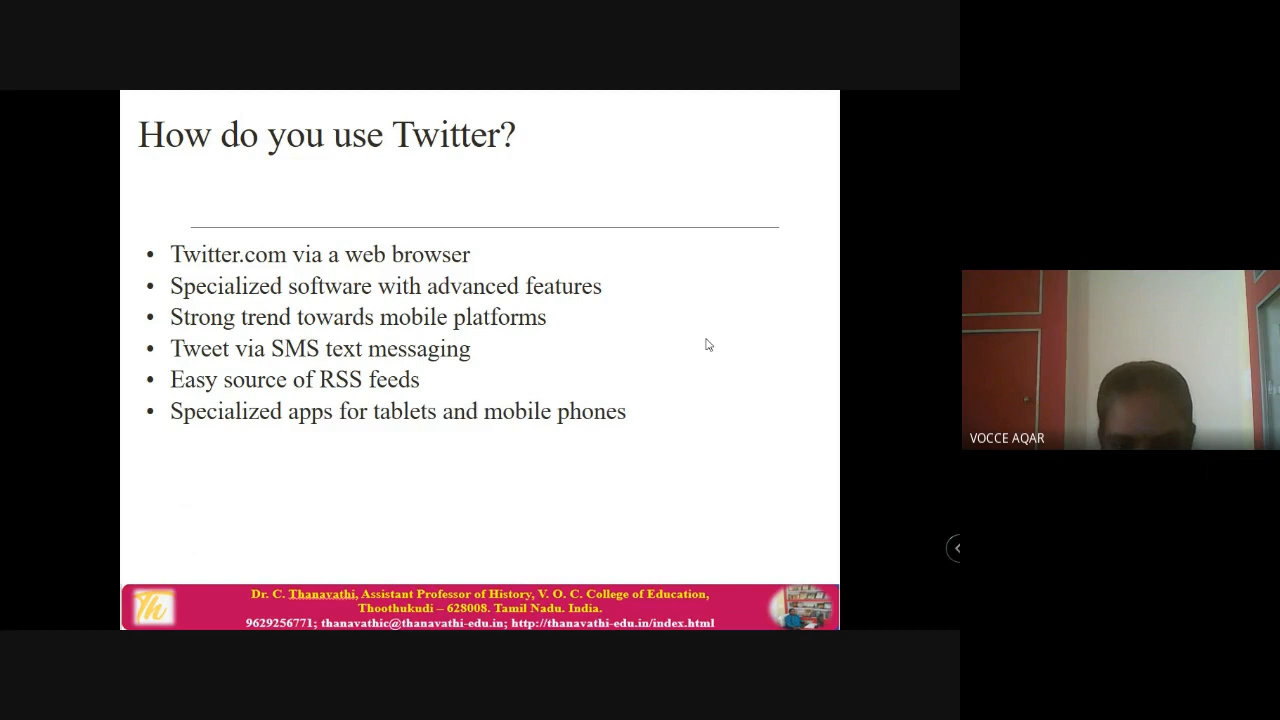 How do you use Twitter?
• Twitter.com via a web browser
• Specialized software with advanced features
• Strong trend towards mobile platforms
• Tweet via SMS text messaging
• Easy source of RSS feeds
• Specialized apps for tablets and mobile phones
VOCCE AQAR
Th
Dr. C. Thanavathi, Assistant Professor of History, V. O. C. College of Education,
Thoothukudi – 628008. Tamil Nadu. India.
9629256771; thanavathic@thanavathi-edu.in; http://thanavathi-edu.in/index.html